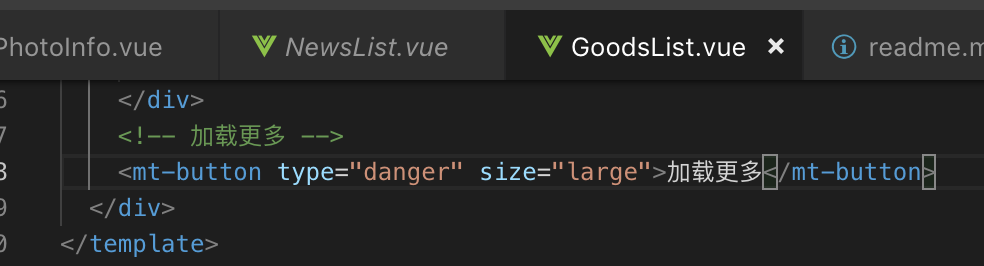 PhotoInfo.vue NewsList.vue GoodsList.vue × readme.m
6 </div>
7 <!-- 加载更多 -->
8 <mt-button type="danger" size="large">加载更多</mt-button>
9 </div>
0 </template>